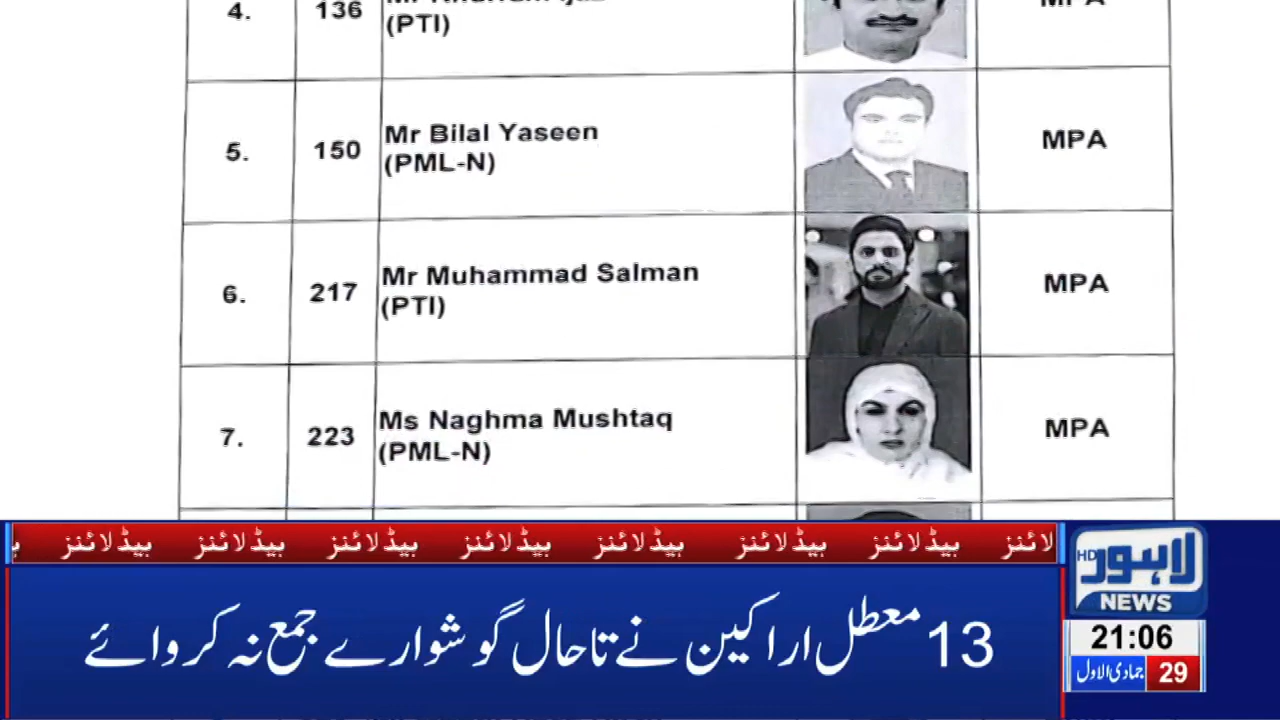 4.
136
(PTI)
MPA
5.
150
Mr Bilal Yaseen
(PML-N)
MPA
6.
217
Mr Muhammad Salman
(PTI)
MPA
7.
223
Ms Naghma Mushtaq
(PML-N)
MPA
ہیڈلائنز ہیڈلائنز ہیڈلائنز ہیڈلائنز ہیڈلائنز ہیڈلائنز ہیڈلائنز لائنز
13 معطل اراکین نے تاحال گوشوارے جمع نہ کروائے
لاہور HD
NEWS
21:06
29 جمادی الاول